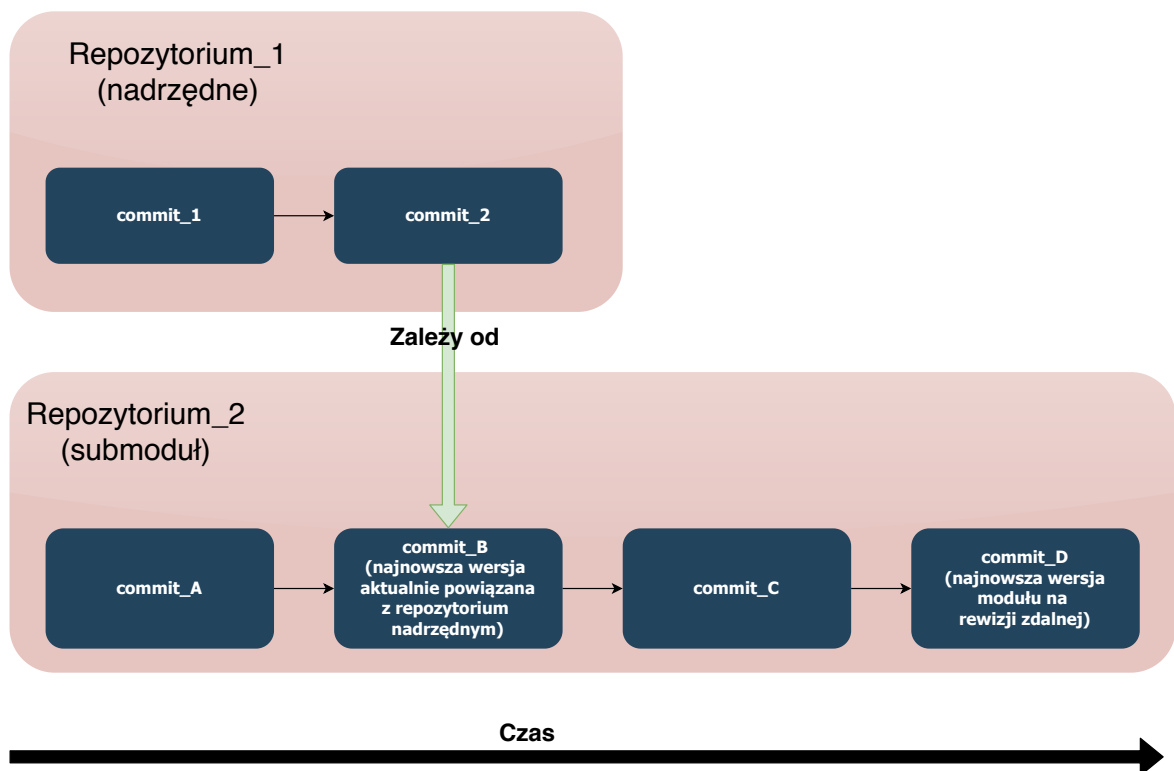 Repozytorium_1
(nadrzędne)
commit_1
commit_2
Zależy od
Repozytorium_2
(submoduł)
commit_A
commit_B
(najnowsza wersja
aktualnie powiązana
z repozytorium
nadrzędnym)
commit_C
commit_D
(najnowsza wersja
modułu na
rewizji zdalnej)
Czas